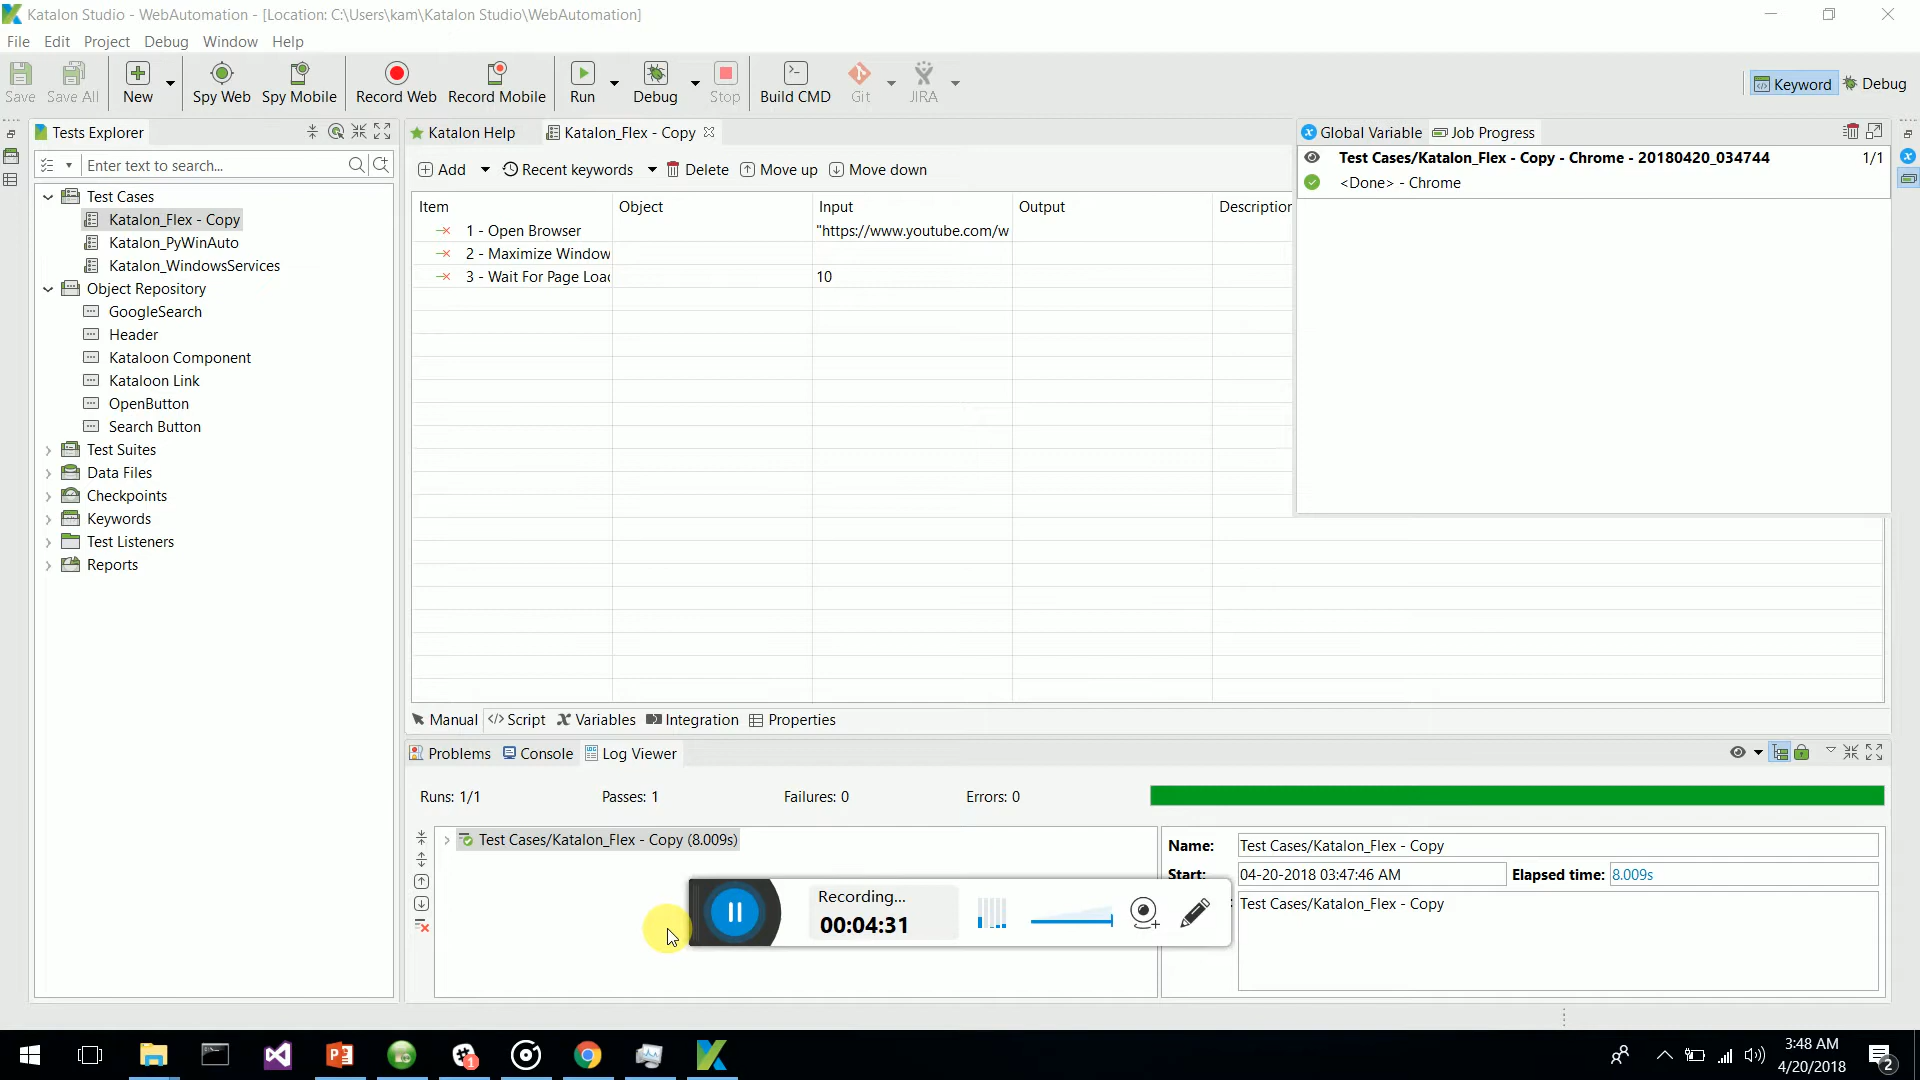 Katalon Studio - WebAutomation - [Location: C:\Users\kam\Katalon Studio\WebAutomation]
File Edit Project Debug Window Help
Save Save All New Spy Web Spy Mobile Record Web Record Mobile Run Debug Stop Build CMD Git JIRA Keyword Debug
Tests Explorer
Enter text to search...
Test Cases
Katalon_Flex - Copy
Katalon_PyWinAuto
Katalon_WindowsServices
Object Repository
GoogleSearch
Header
Kataloon Component
Kataloon Link
OpenButton
Search Button
Test Suites
Data Files
Checkpoints
Keywords
Test Listeners
Reports
Katalon Help Katalon_Flex - Copy
Add Recent keywords Delete Move up Move down
Item Object Input Output Description
1 - Open Browser "https://www.youtube.com/w
2 - Maximize Window
3 - Wait For Page Loac 10
Manual </> Script Variables Integration Properties
Global Variable Job Progress
Test Cases/Katalon_Flex - Copy - Chrome - 20180420_034744 1/1
<Done> - Chrome
Problems Console Log Viewer
Runs: 1/1 Passes: 1 Failures: 0 Errors: 0
Test Cases/Katalon_Flex - Copy (8.009s)
Name: Test Cases/Katalon_Flex - Copy
Start: 04-20-2018 03:47:46 AM Elapsed time: 8.009s
Test Cases/Katalon_Flex - Copy
Recording...
00:04:31
3:48 AM
4/20/2018
1
2